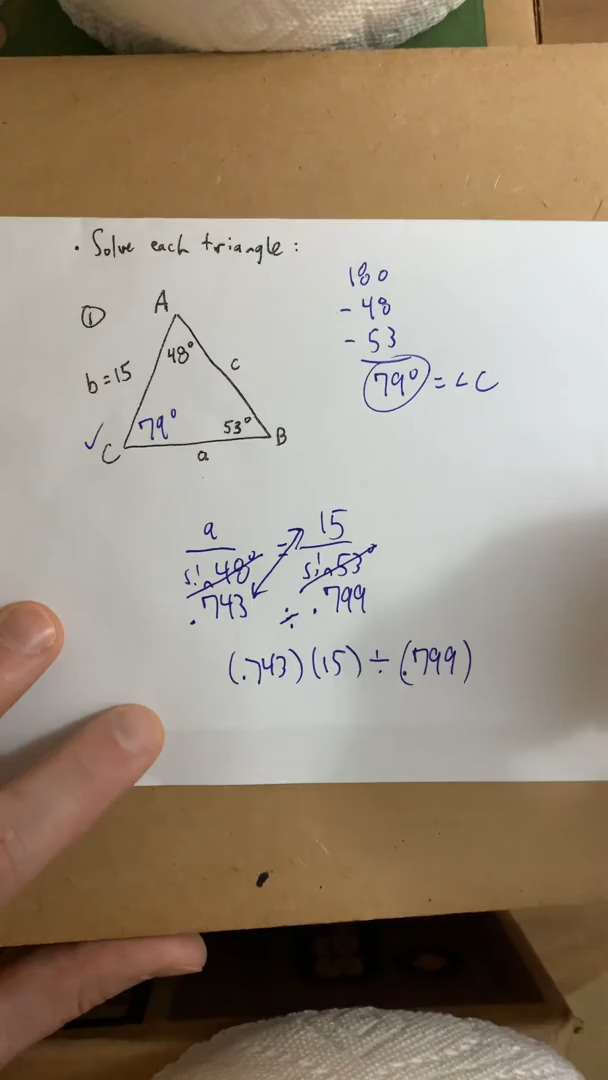 • Solve each triangle:
①
A
48°
b=15
c
79°
53°
✓C
B
a
180
- 48
- 53
79° = ∠C
a = 15
sin 48° sin 53°
.743 ÷ .799
(.743)(15) ÷ (.799)